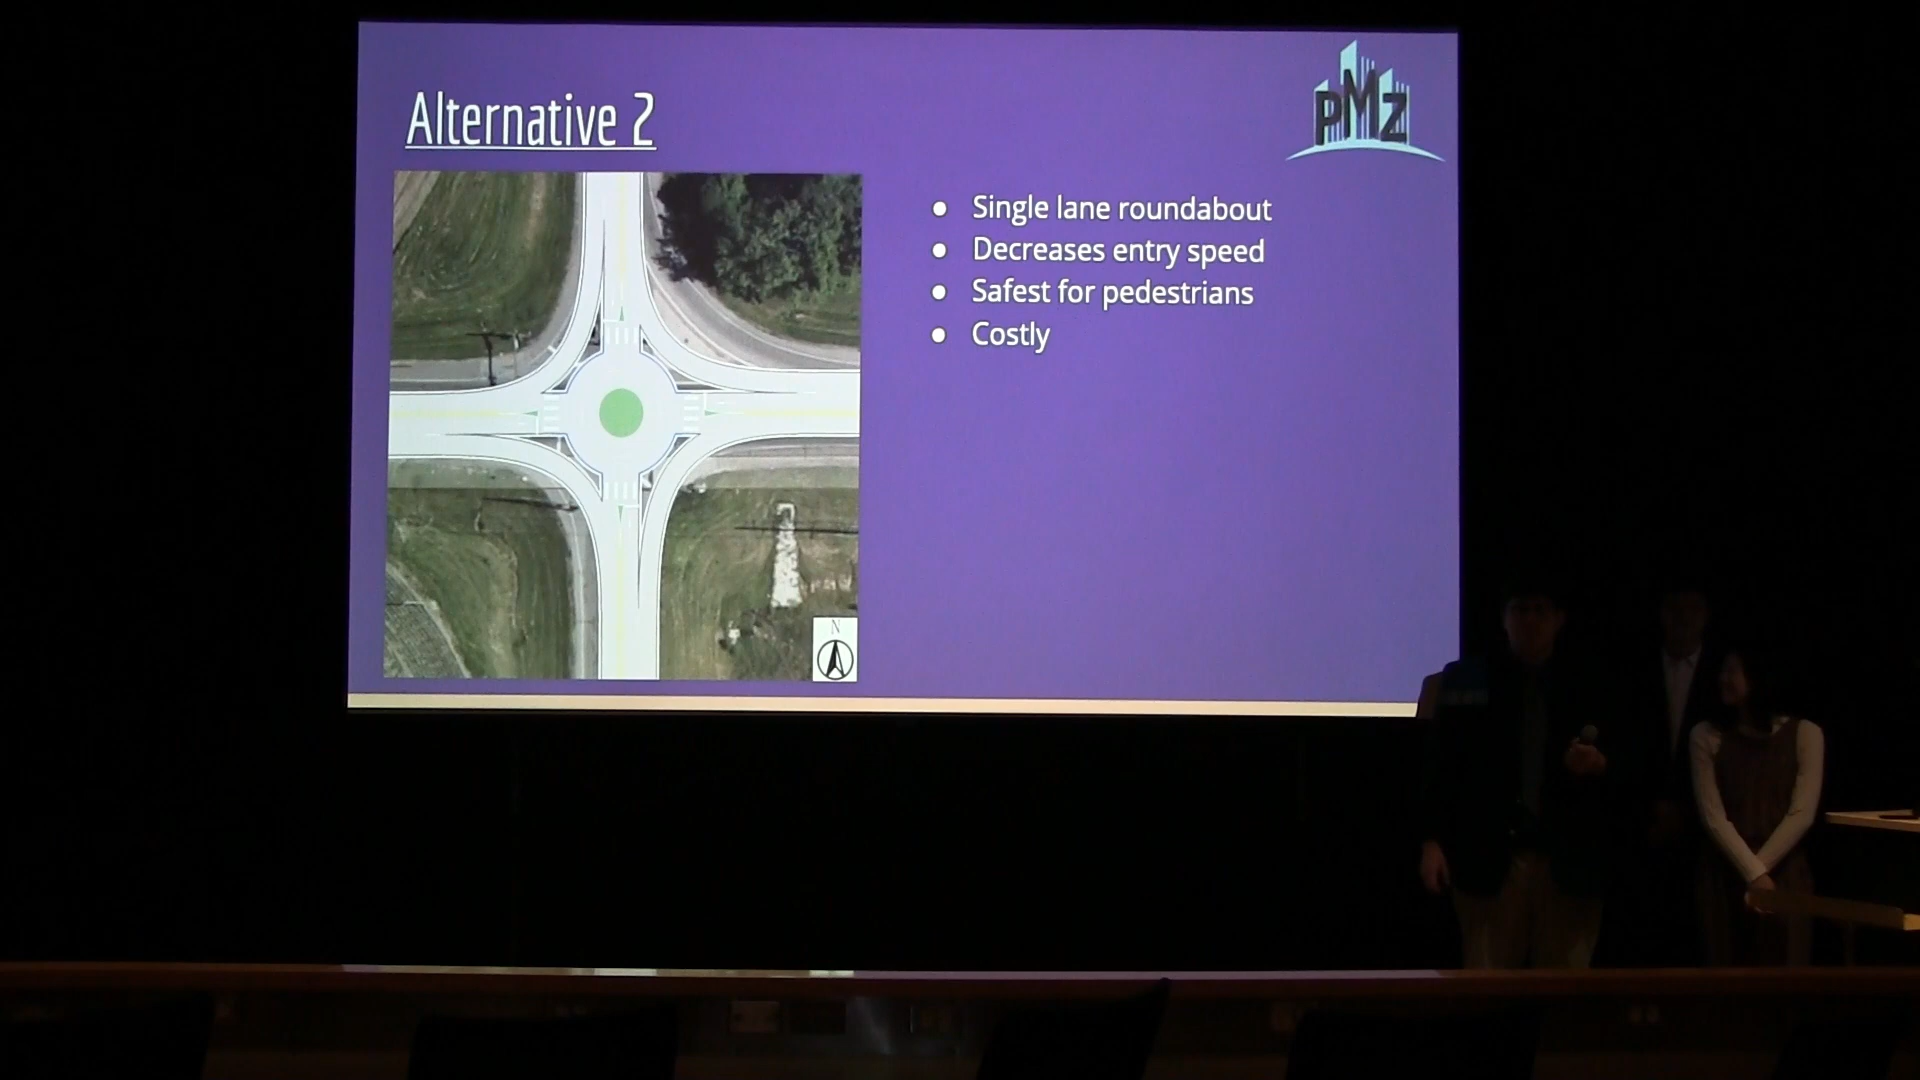 Alternative 2
PMZ
● Single lane roundabout
● Decreases entry speed
● Safest for pedestrians
● Costly
N